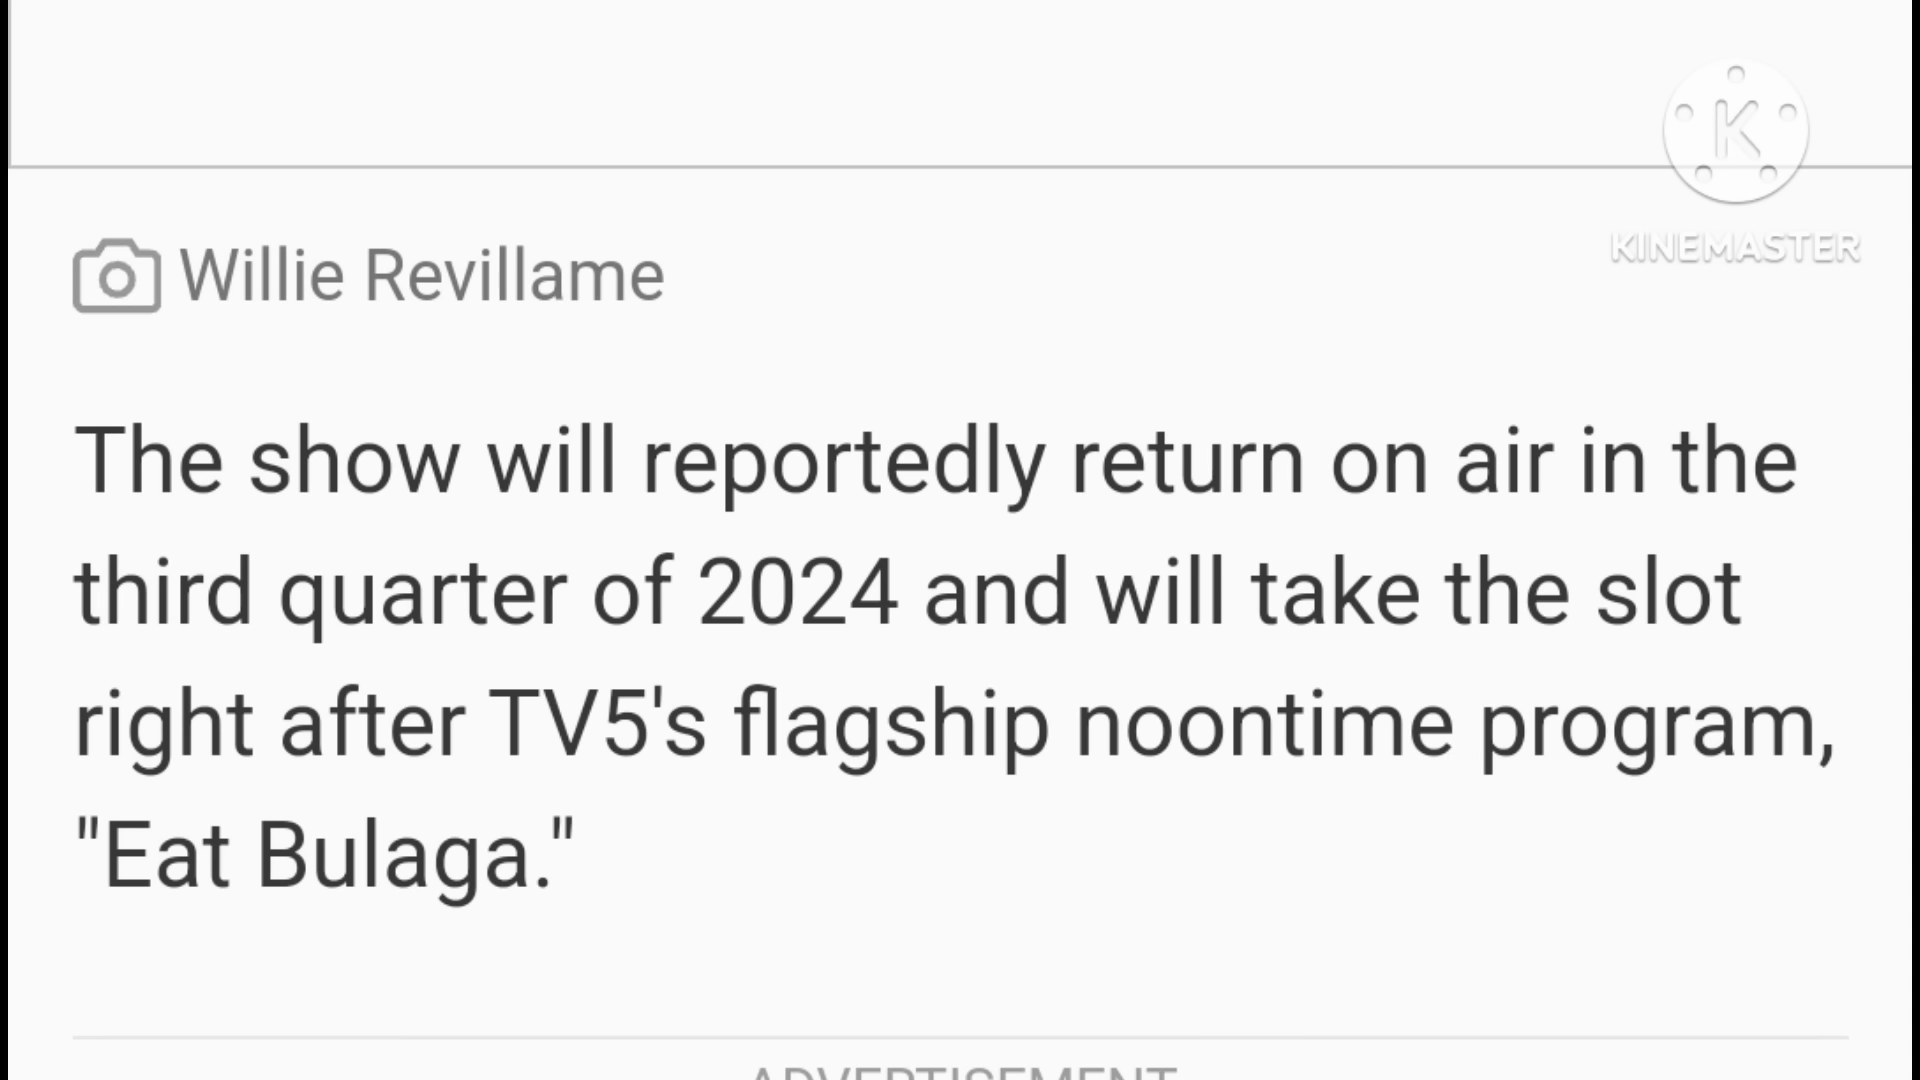 K
KINEMASTER
Willie Revillame
The show will reportedly return on air in the
third quarter of 2024 and will take the slot
right after TV5's flagship noontime program,
"Eat Bulaga."
ADVERTISEMENT